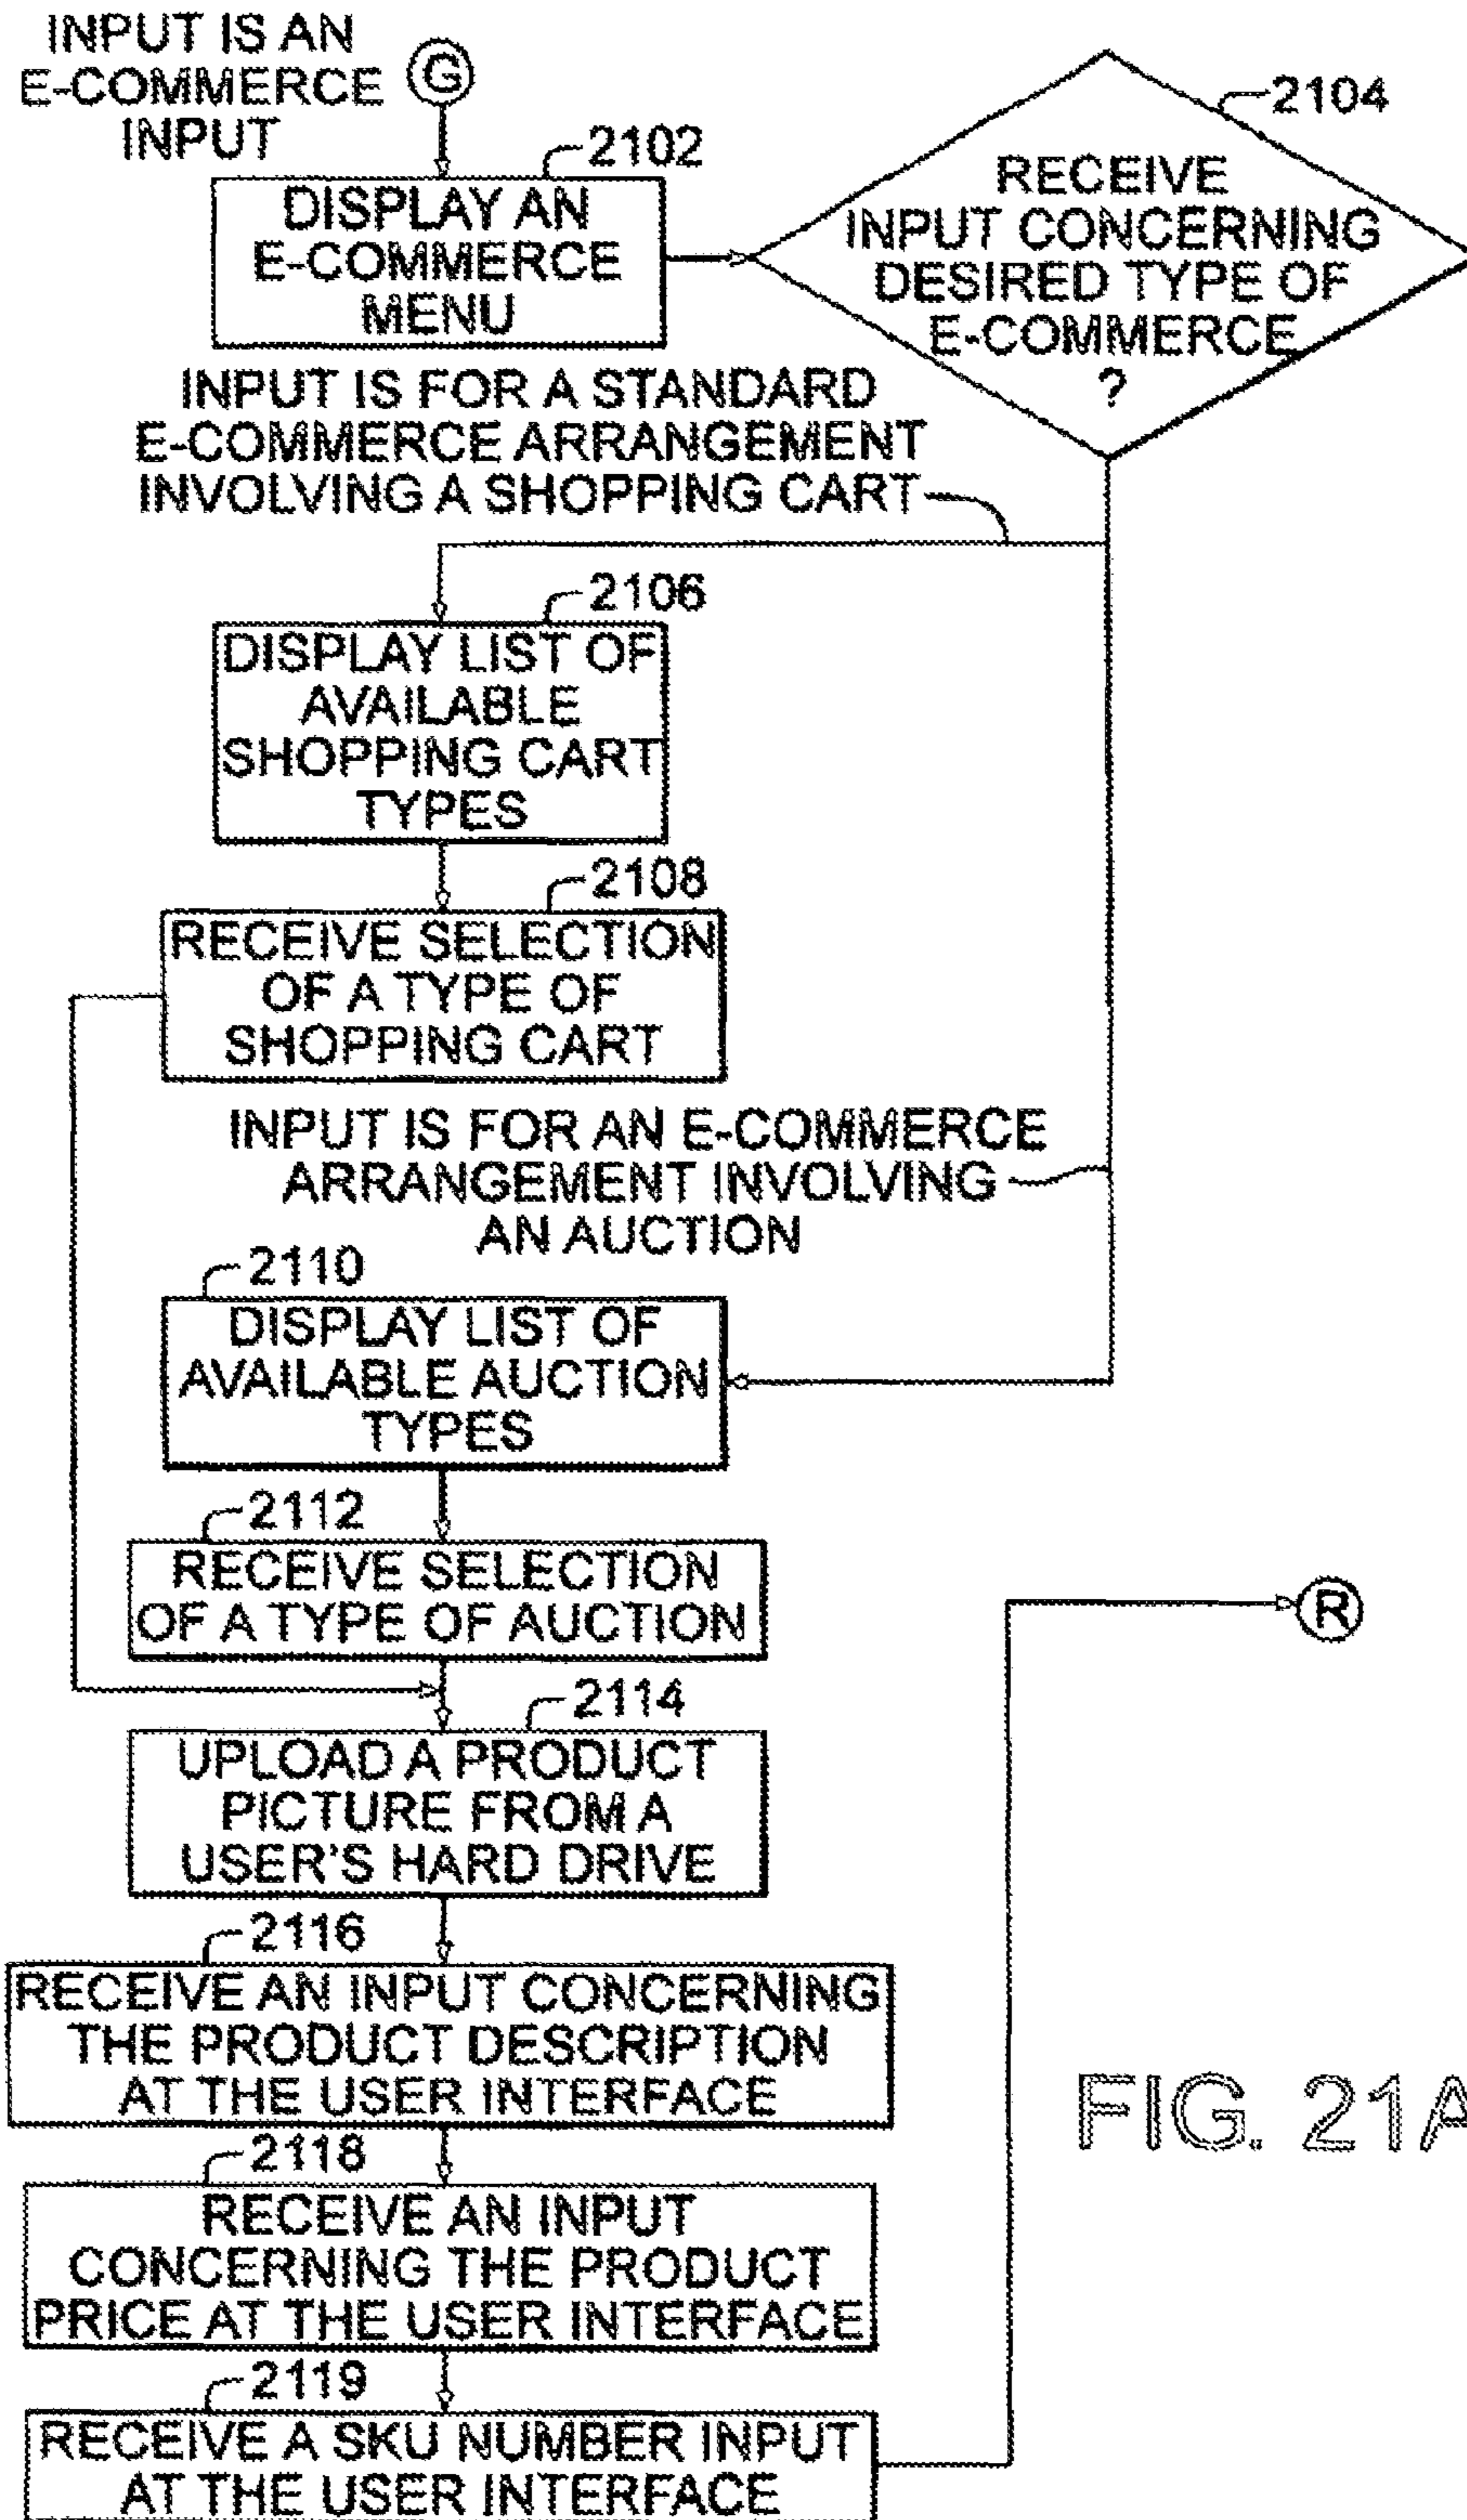 INPUT IS AN
E-COMMERCE
INPUT
G
2102
DISPLAY AN
E-COMMERCE
MENU
2104
RECEIVE
INPUT CONCERNING
DESIRED TYPE OF
E-COMMERCE
?
INPUT IS FOR A STANDARD
E-COMMERCE ARRANGEMENT
INVOLVING A SHOPPING CART
2106
DISPLAY LIST OF
AVAILABLE
SHOPPING CART
TYPES
2108
RECEIVE SELECTION
OF A TYPE OF
SHOPPING CART
INPUT IS FOR AN E-COMMERCE
ARRANGEMENT INVOLVING
AN AUCTION
2110
DISPLAY LIST OF
AVAILABLE AUCTION
TYPES
2112
RECEIVE SELECTION
OF A TYPE OF AUCTION
R
2114
UPLOAD A PRODUCT
PICTURE FROM A
USER'S HARD DRIVE
2116
RECEIVE AN INPUT CONCERNING
THE PRODUCT DESCRIPTION
AT THE USER INTERFACE
2118
RECEIVE AN INPUT
CONCERNING THE PRODUCT
PRICE AT THE USER INTERFACE
2119
RECEIVE A SKU NUMBER INPUT
AT THE USER INTERFACE
FIG. 21A